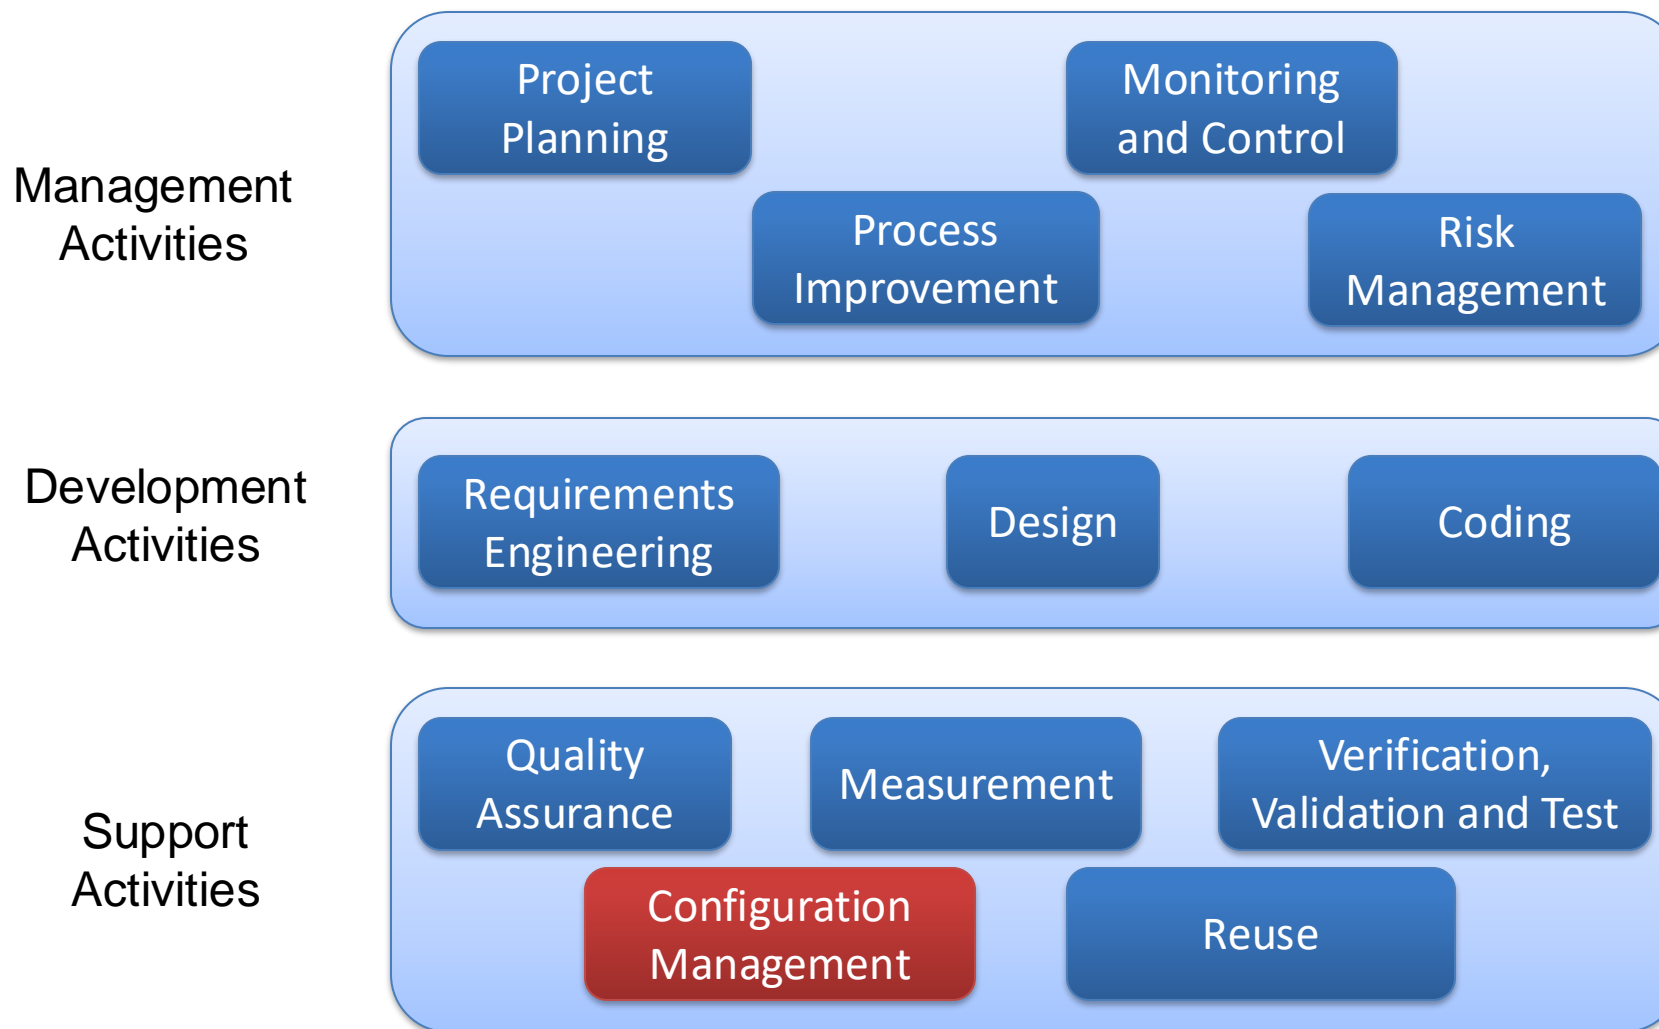 Management
Activities
Project
Planning
Monitoring
and Control
Process
Improvement
Risk
Management
Development
Activities
Requirements
Engineering
Design
Coding
Support
Activities
Quality
Assurance
Measurement
Verification,
Validation and Test
Configuration
Management
Reuse